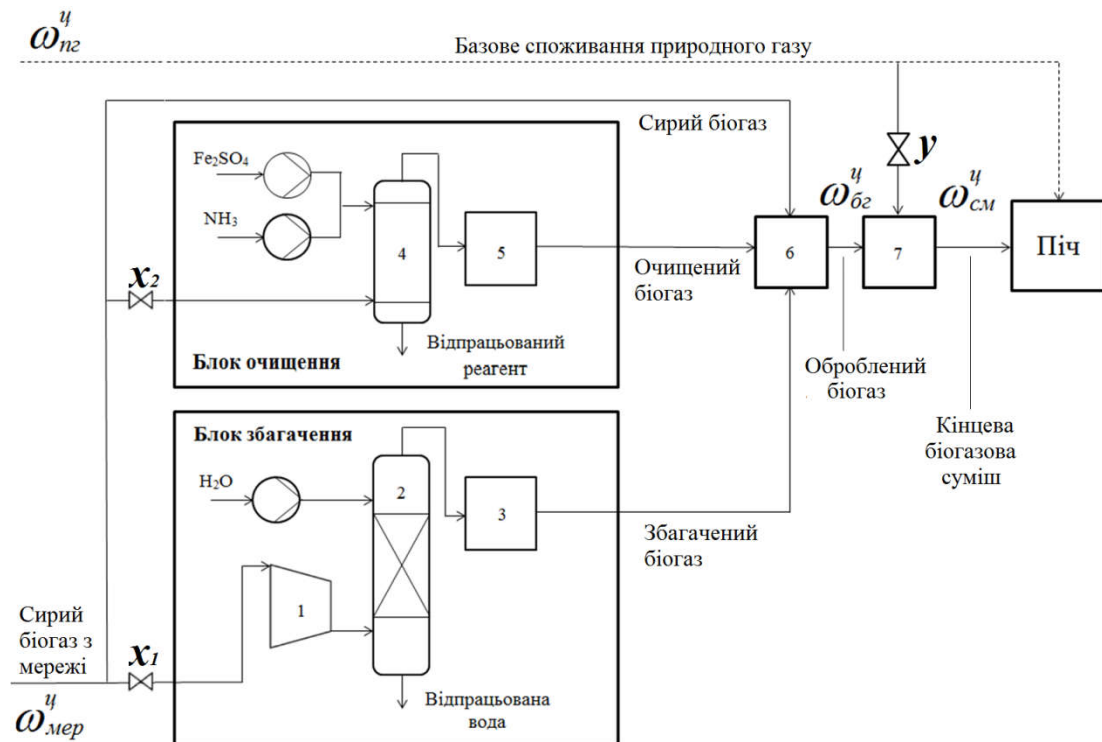 ω ц пг
Базове споживання природного газу
Сирий біогаз
Fe₂SO₄
NH₃
4
5
x₂
y
ω ц бг
ω ц см
6
7
Піч
Очищений
біогаз
Відпрацьований
реагент
Блок очищення
Оброблений
біогаз
Кінцева
біогазова
суміш
Блок збагачення
H₂O
2
3
Збагачений
біогаз
1
Сирий
біогаз з
мережі
x₁
ω ц мер
Відпрацьована
вода